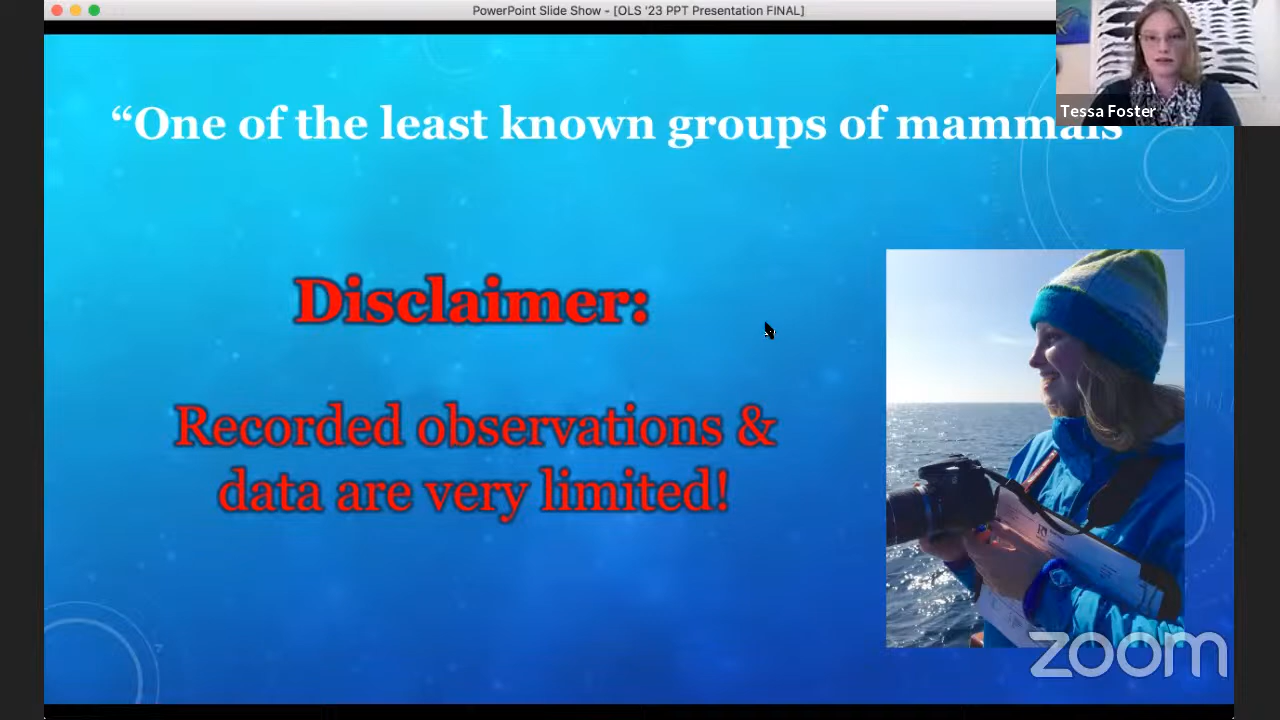 PowerPoint Slide Show - [OLS '23 PPT Presentation FINAL]
“One of the least known groups of mammals
Tessa Foster
Disclaimer:
Recorded observations &
data are very limited!
zoom